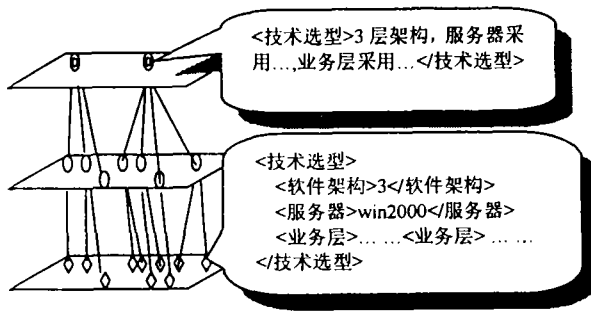 <技术选型>3 层架构，服务器采
用...,业务层采用...</技术选型>
<技术选型>
<软件架构>3</软件架构>
<服务器>win2000</服务器>
<业务层>... ...<业务层> ... ...
</技术选型>